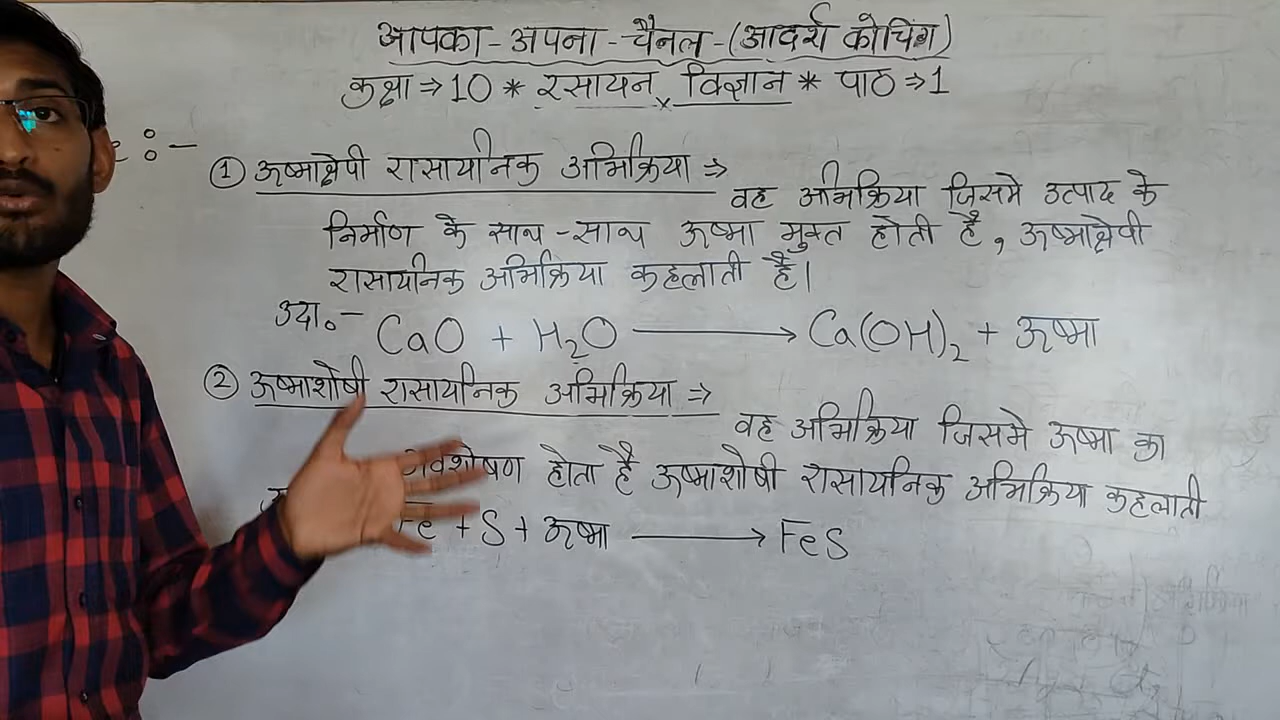 आपका - अपना - चैनल - (आदर्श कोचिंग)
कक्षा ⇒ 10 * रसायन विज्ञान * पाठ ⇒ 1
① ऊष्माक्षेपी रासायनिक अभिक्रिया ⇒ वह अभिक्रिया जिसमे उत्पाद के
निर्माण के साथ - साथ ऊष्मा मुक्त होती है, ऊष्माक्षेपी
रासायनिक अभिक्रिया कहलाती है।
उदा०- CaO + H₂O ⟶ Ca(OH)₂ + ऊष्मा
② ऊष्माशोषी रासायनिक अभिक्रिया ⇒ वह अभिक्रिया जिसमे ऊष्मा का
अवशोषण होता है ऊष्माशोषी रासायनिक अभिक्रिया कहलाती
Fe + S + ऊष्मा ⟶ FeS